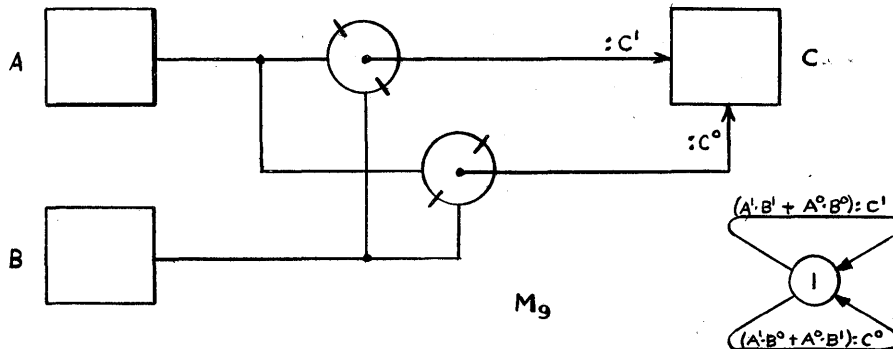 A
:C¹
C
:C⁰
B
(A¹·B¹ + A⁰·B⁰):C¹
1
M₉
(A¹·B⁰ + A⁰·B¹):C⁰